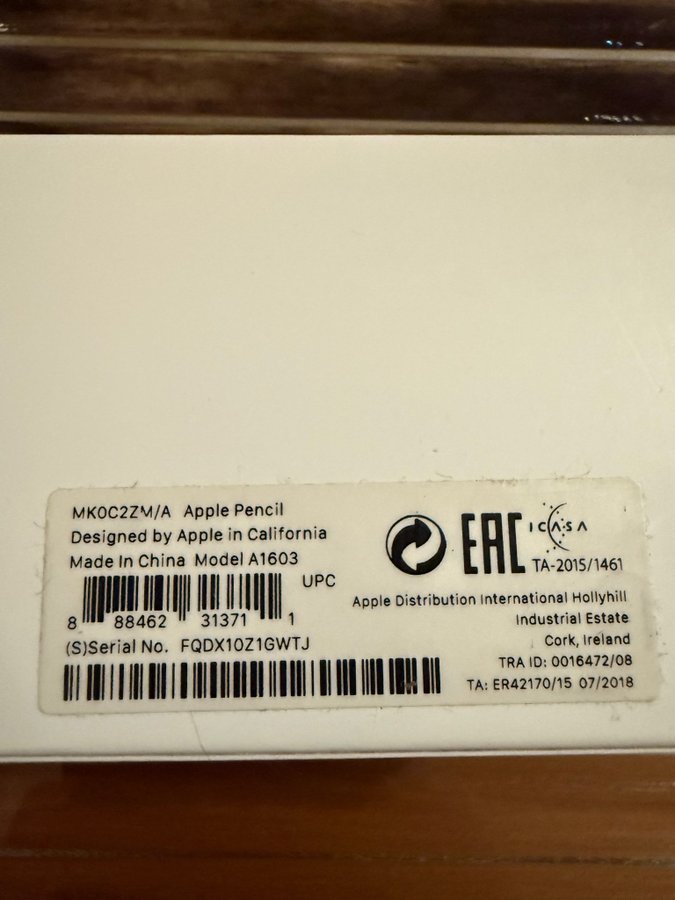 MK0C2ZM/A Apple Pencil
Designed by Apple in California
Made In China Model A1603
UPC
8 88462 31371 1
(S)Serial No. FQDX10Z1GWTJ
EAC
ICASA
TA-2015/1461
Apple Distribution International Hollyhill
Industrial Estate
Cork, Ireland
TRA ID: 0016472/08
TA: ER42170/15 07/2018